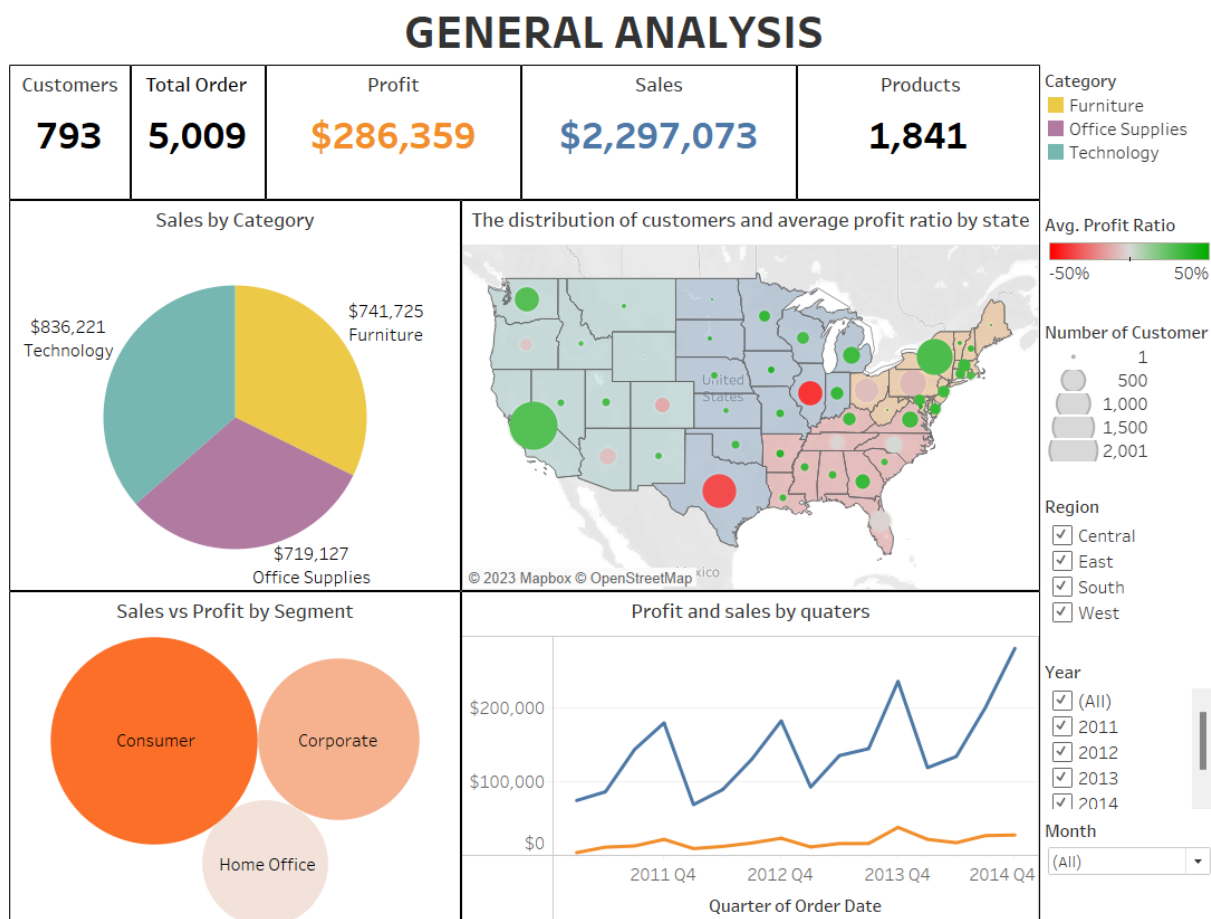 GENERAL ANALYSIS
Customers
793
Total Order
5,009
Profit
$286,359
Sales
$2,297,073
Products
1,841
Category
Furniture
Office Supplies
Technology
Sales by Category
$836,221
Technology
$741,725
Furniture
$719,127
Office Supplies
The distribution of customers and average profit ratio by state
United
States
© 2023 Mapbox © OpenStreetMap
Avg. Profit Ratio
-50% 50%
Number of Customer
1
500
1,000
1,500
2,001
Region
Central
East
South
West
Sales vs Profit by Segment
Consumer
Corporate
Home Office
Profit and sales by quaters
$200,000
$100,000
$0
2011 Q4 2012 Q4 2013 Q4 2014 Q4
Quarter of Order Date
Year
(All)
2011
2012
2013
2014
Month
(All)